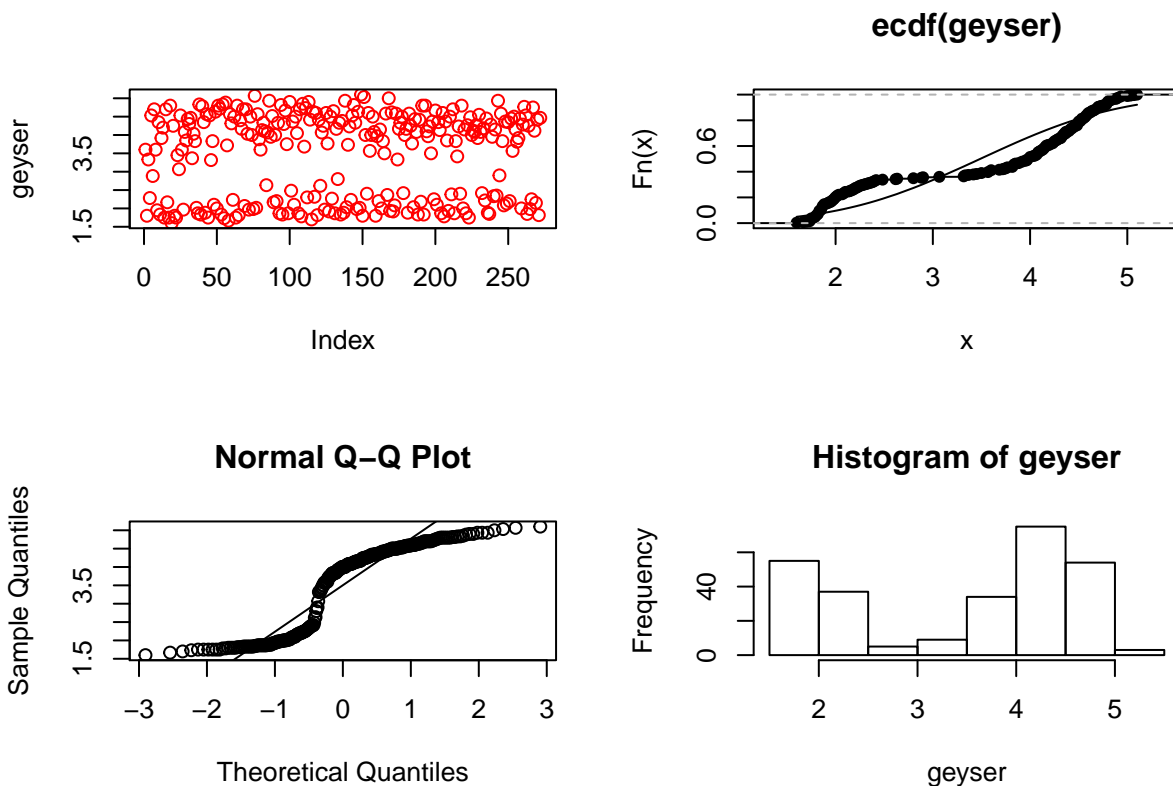 geyser
1.5 3.5
0 50 100 150 200 250
Index
ecdf(geyser)
Fn(x)
0.0 0.6
2 3 4 5
x
Normal Q−Q Plot
Sample Quantiles
1.5 3.5
−3 −2 −1 0 1 2 3
Theoretical Quantiles
Histogram of geyser
Frequency
0 40
2 3 4 5
geyser